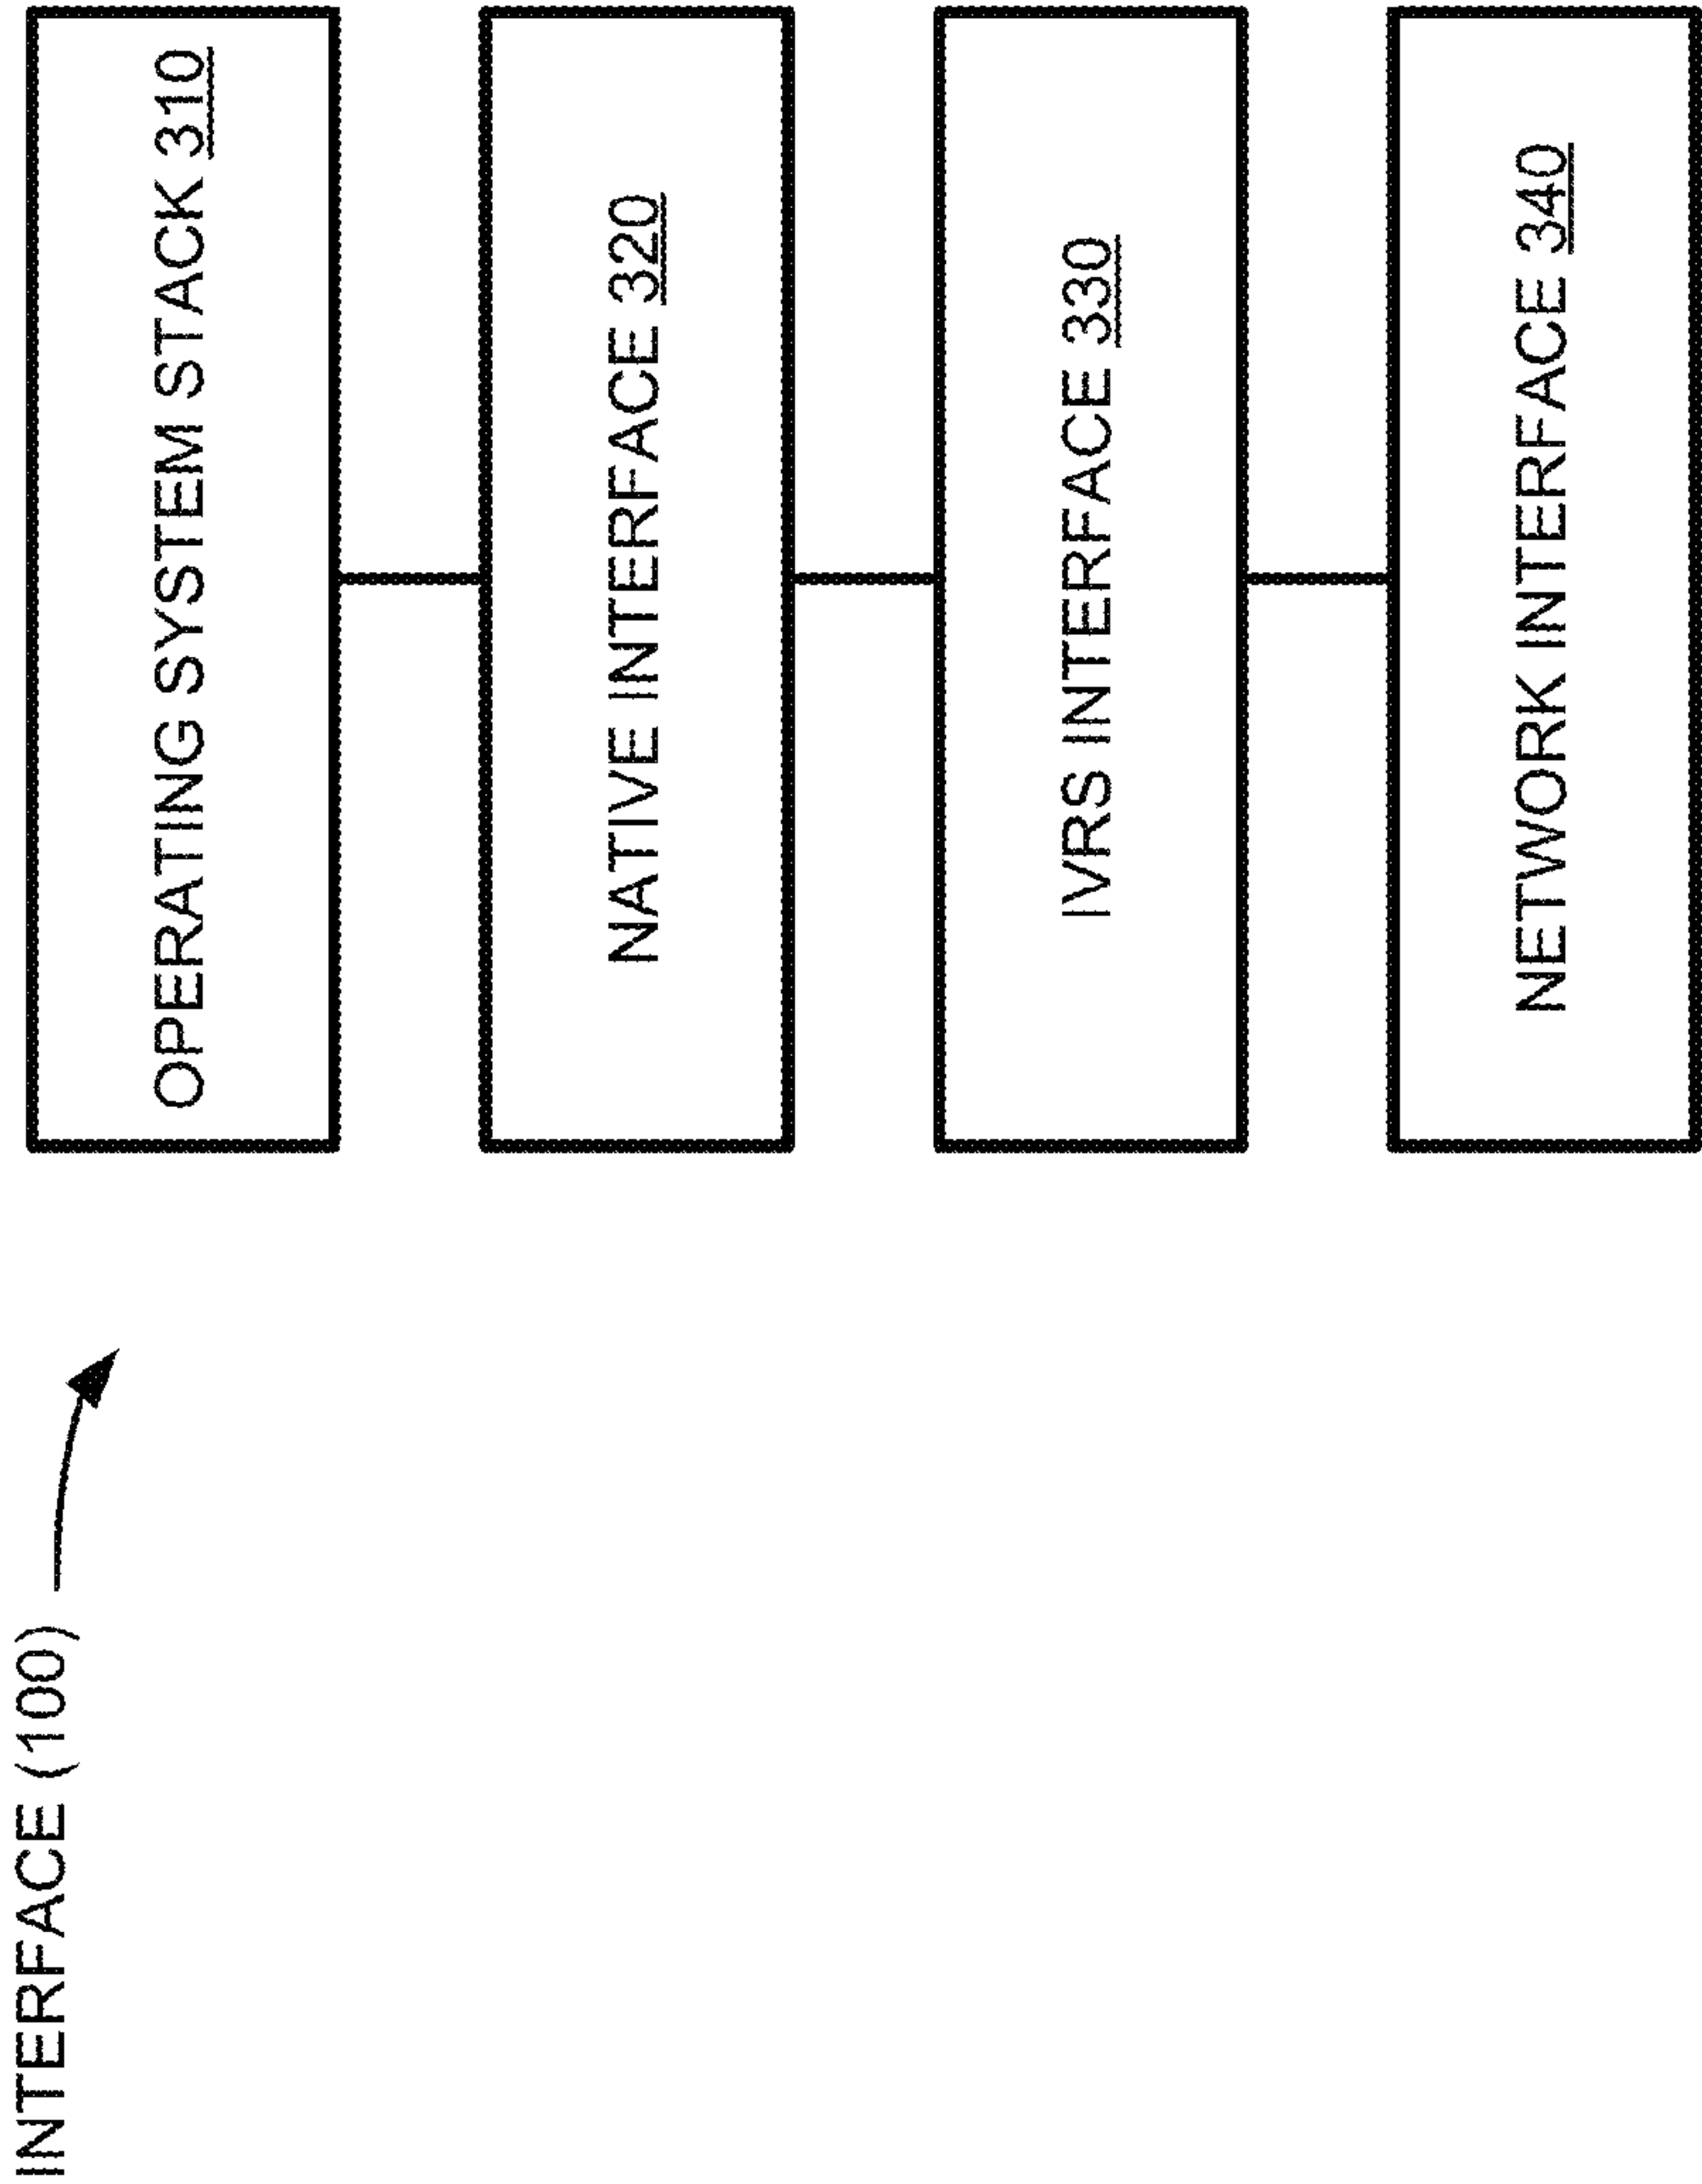 INTERFACE (100)
OPERATING SYSTEM STACK 310
NATIVE INTERFACE 320
IVRS INTERFACE 330
NETWORK INTERFACE 340